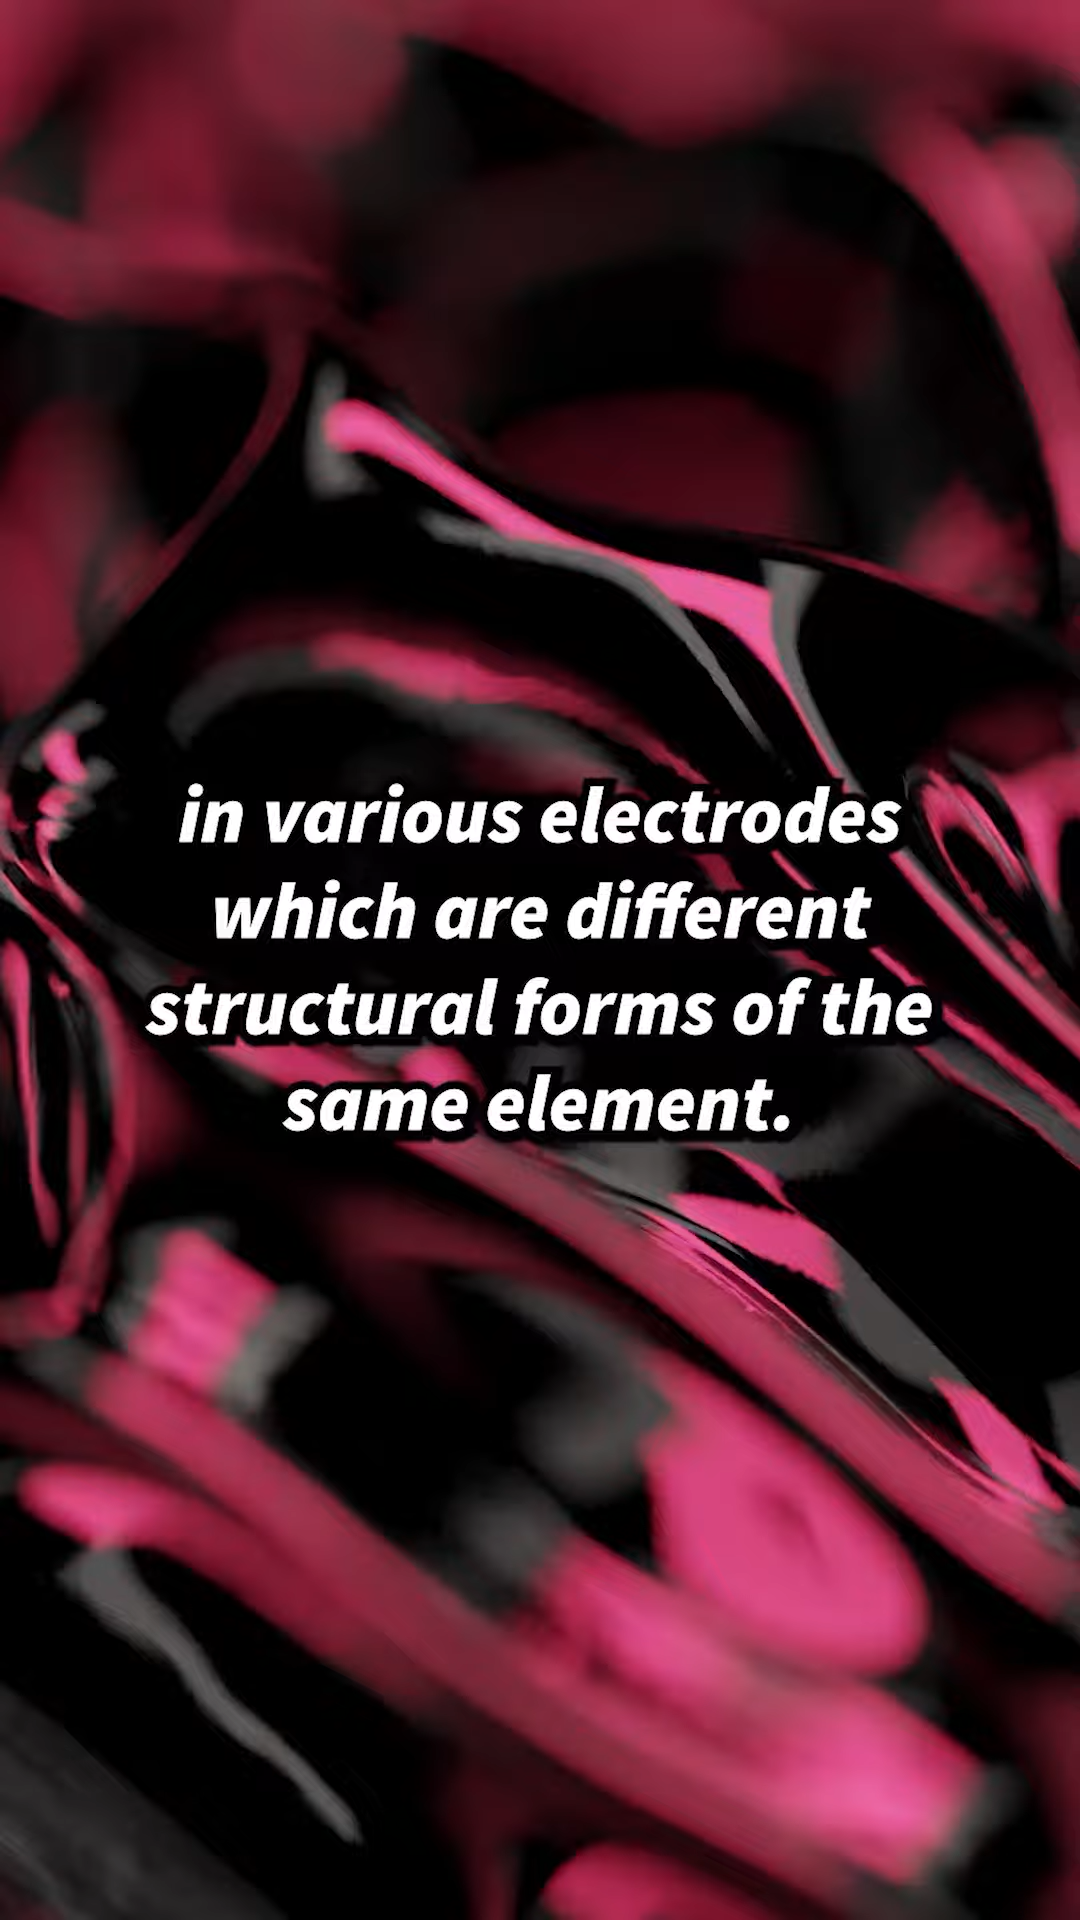 in various electrodes
which are different
structural forms of the
same element.